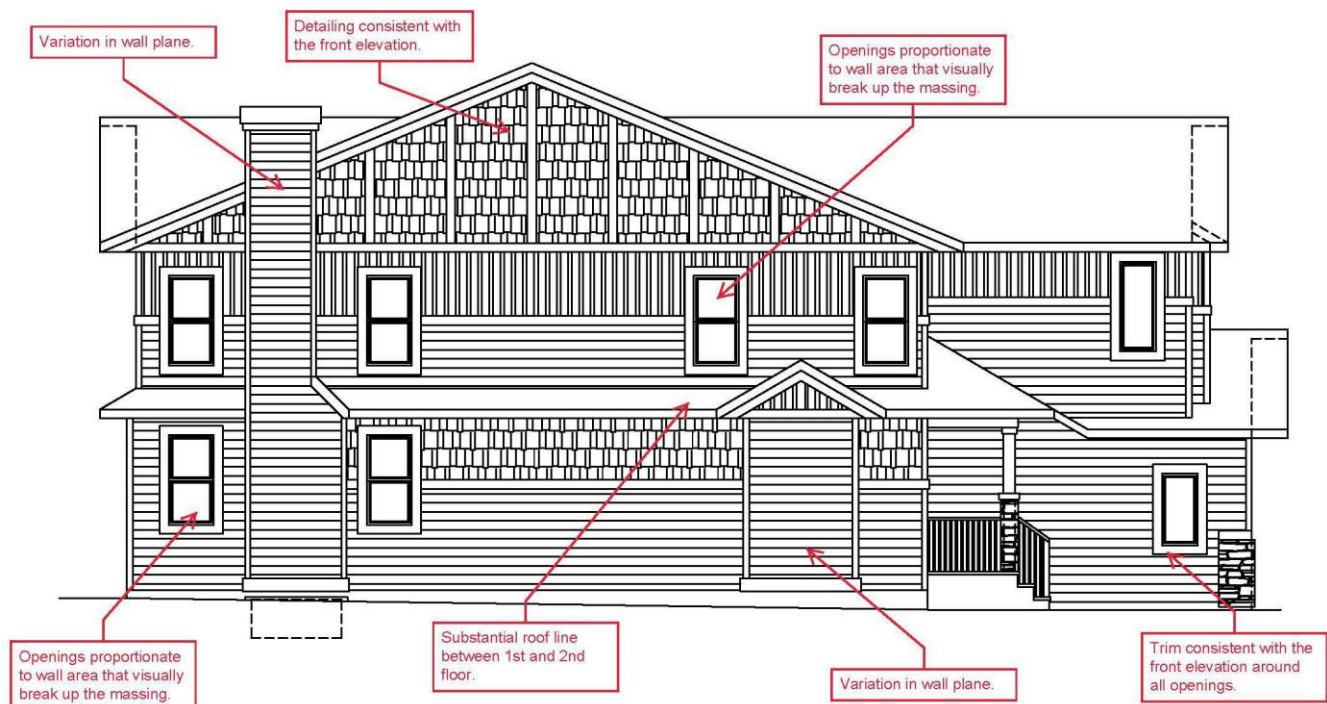 Variation in wall plane.
Detailing consistent with
the front elevation.
Openings proportionate
to wall area that visually
break up the massing.
Openings proportionate
to wall area that visually
break up the massing.
Substantial roof line
between 1st and 2nd
floor.
Variation in wall plane.
Trim consistent with the
front elevation around
all openings.